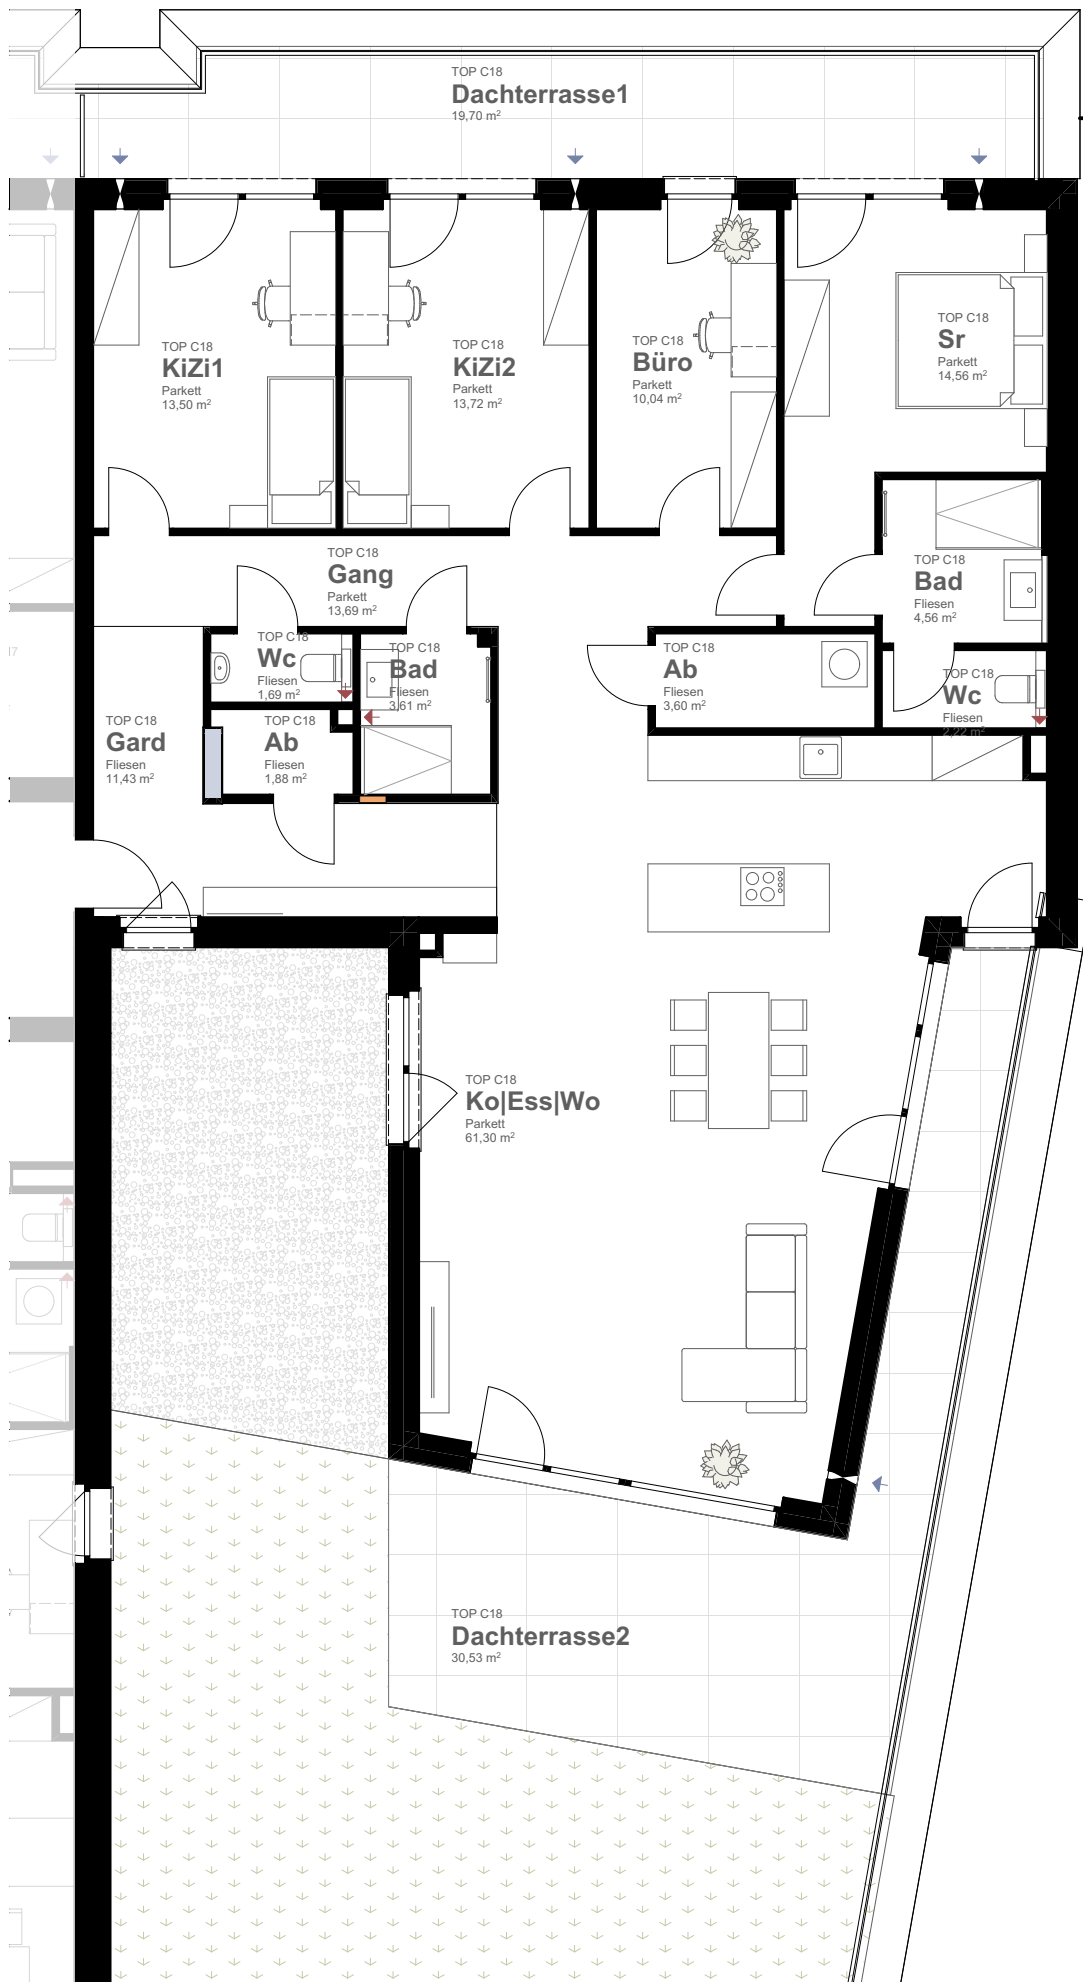 TOP C18
Dachterrasse1
19,70 m²
TOP C18
KiZi1
Parkett
13,50 m²
TOP C18
KiZi2
Parkett
13,72 m²
TOP C18
Büro
Parkett
10,04 m²
TOP C18
Sr
Parkett
14,56 m²
TOP C18
Gang
Parkett
13,69 m²
TOP C18
Bad
Fliesen
4,56 m²
TOP C18
Wc
Fliesen
1,69 m²
TOP C18
Bad
Fliesen
3,61 m²
TOP C18
Ab
Fliesen
3,60 m²
TOP C18
Wc
Fliesen
2,22 m²
TOP C18
Gard
Fliesen
11,43 m²
TOP C18
Ab
Fliesen
1,88 m²
TOP C18
Ko|Ess|Wo
Parkett
61,30 m²
TOP C18
Dachterrasse2
30,53 m²